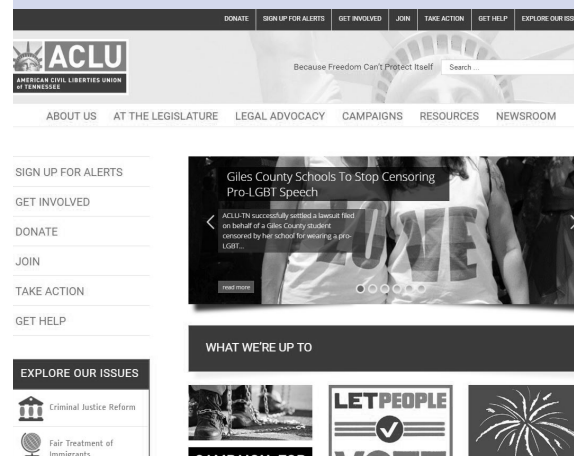 DONATE SIGN UP FOR ALERTS GET INVOLVED JOIN TAKE ACTION GET HELP EXPLORE OUR
ACLU
AMERICAN CIVIL LIBERTIES UNION
of TENNESSEE
Because Freedom Can't Protect Itself Search ...
ABOUT US AT THE LEGISLATURE LEGAL ADVOCACY CAMPAIGNS RESOURCES NEWSROOM
SIGN UP FOR ALERTS
GET INVOLVED
DONATE
JOIN
TAKE ACTION
GET HELP
EXPLORE OUR ISSUES
Criminal Justice Reform
Fair Treatment of
Immigrants
Giles County Schools To Stop Censoring
Pro-LGBT Speech
ACLU-TN successfully settled a lawsuit filed
on behalf of a Giles County student
censored by her school for wearing a pro-
LGBT...
LOVE
read more
WHAT WE'RE UP TO
CAMPAIGN FOR
LET PEOPLE
VOTE